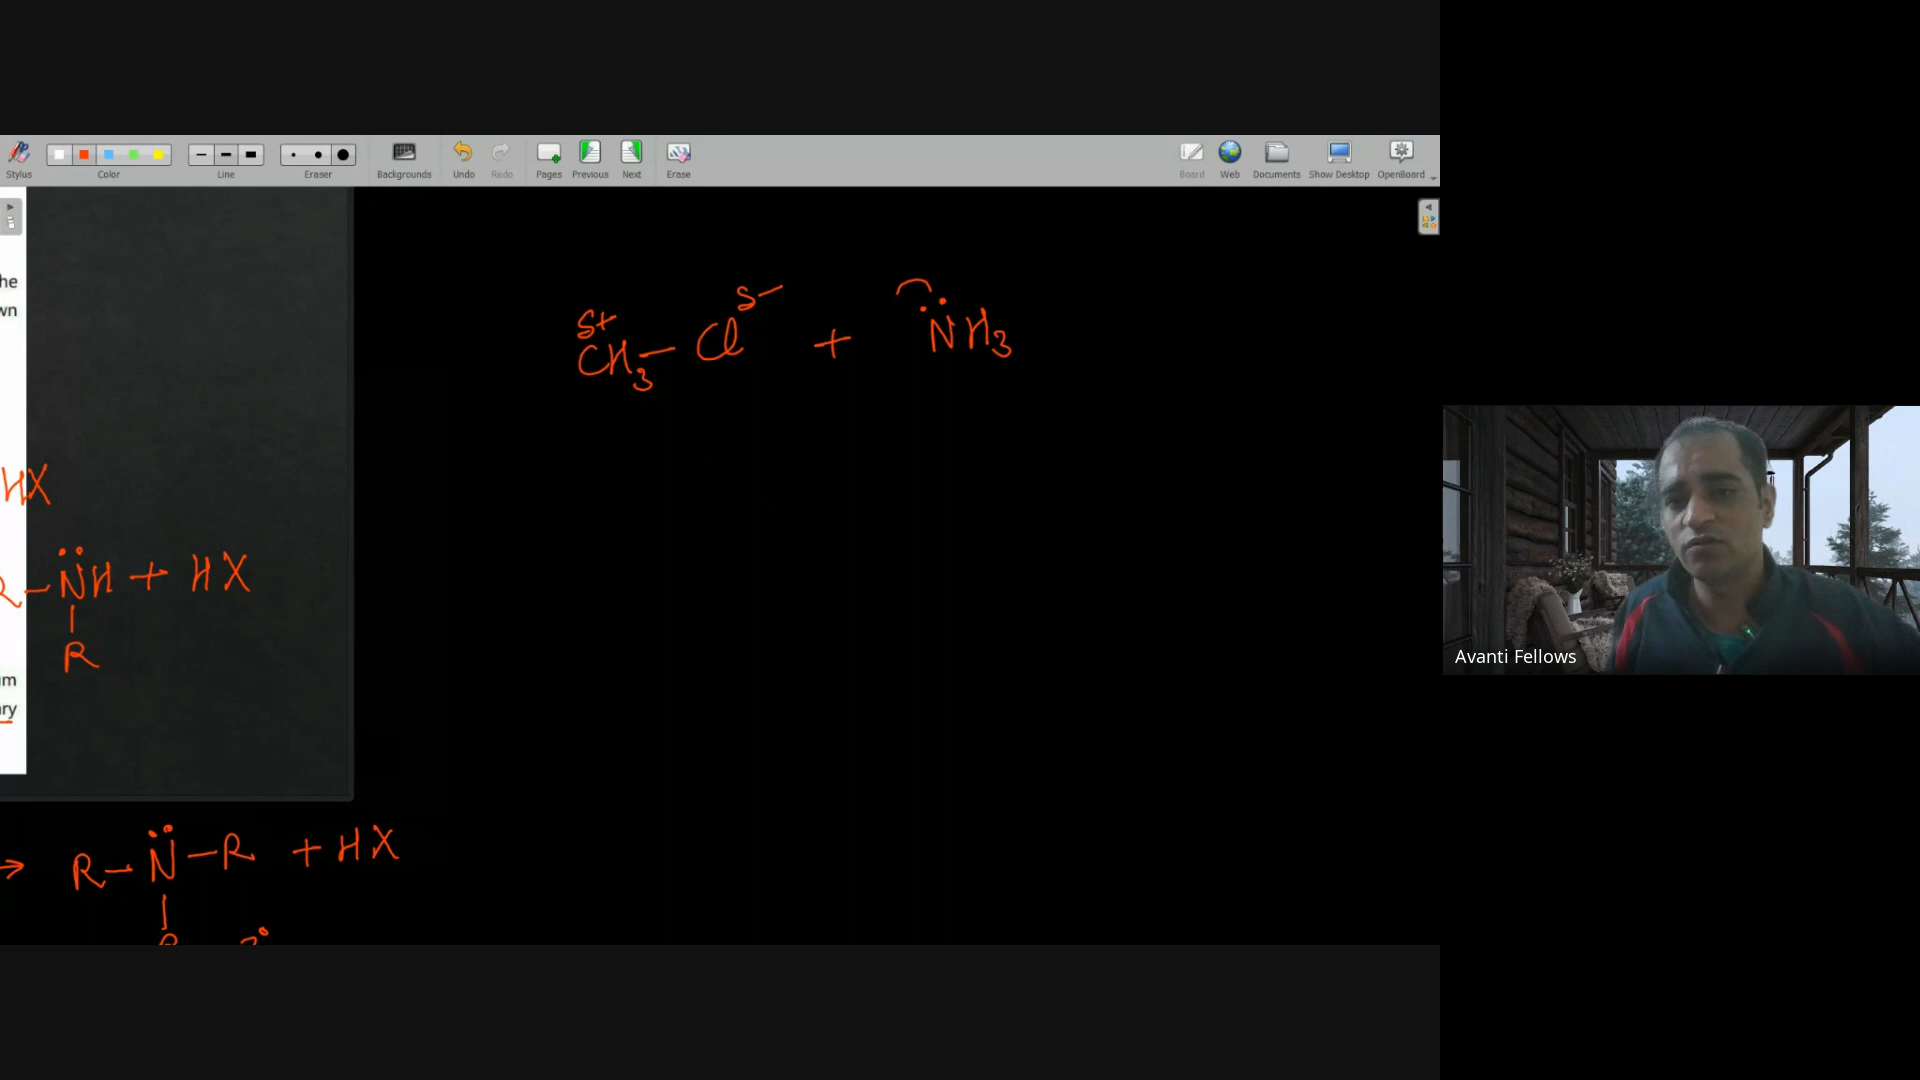 Stylus Color Line Eraser Backgrounds Undo Redo Pages Previous Next Erase Board Web Documents Show Desktop OpenBoard
he
wn
δ+ δ-
CH3 — Cl + N̈H3
HX
R - N̈H + HX
R
m
ry
Avanti Fellows
→ R - N̈ - R + HX